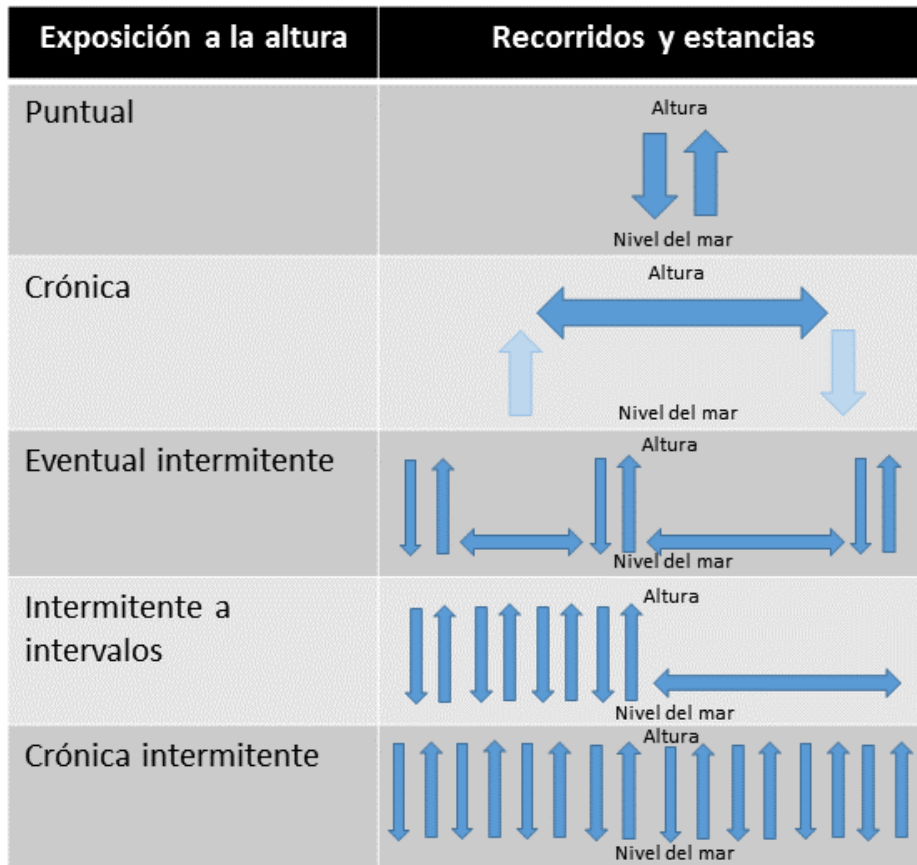 Exposición a la altura
Recorridos y estancias
Puntual
Altura
Nivel del mar
Crónica
Altura
Nivel del mar
Eventual intermitente
Altura
Nivel del mar
Intermitente a
intervalos
Altura
Nivel del mar
Crónica intermitente
Altura
Nivel del mar